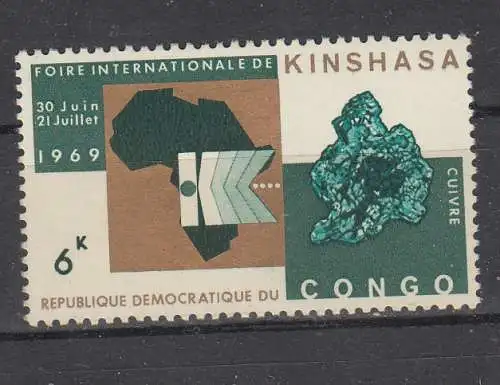 FOIRE INTERNATIONALE DE KINSHASA
30 Juin
21 Juillet
1969
K
CUIVRE
6K
REPUBLIQUE DEMOCRATIQUE DU CONGO